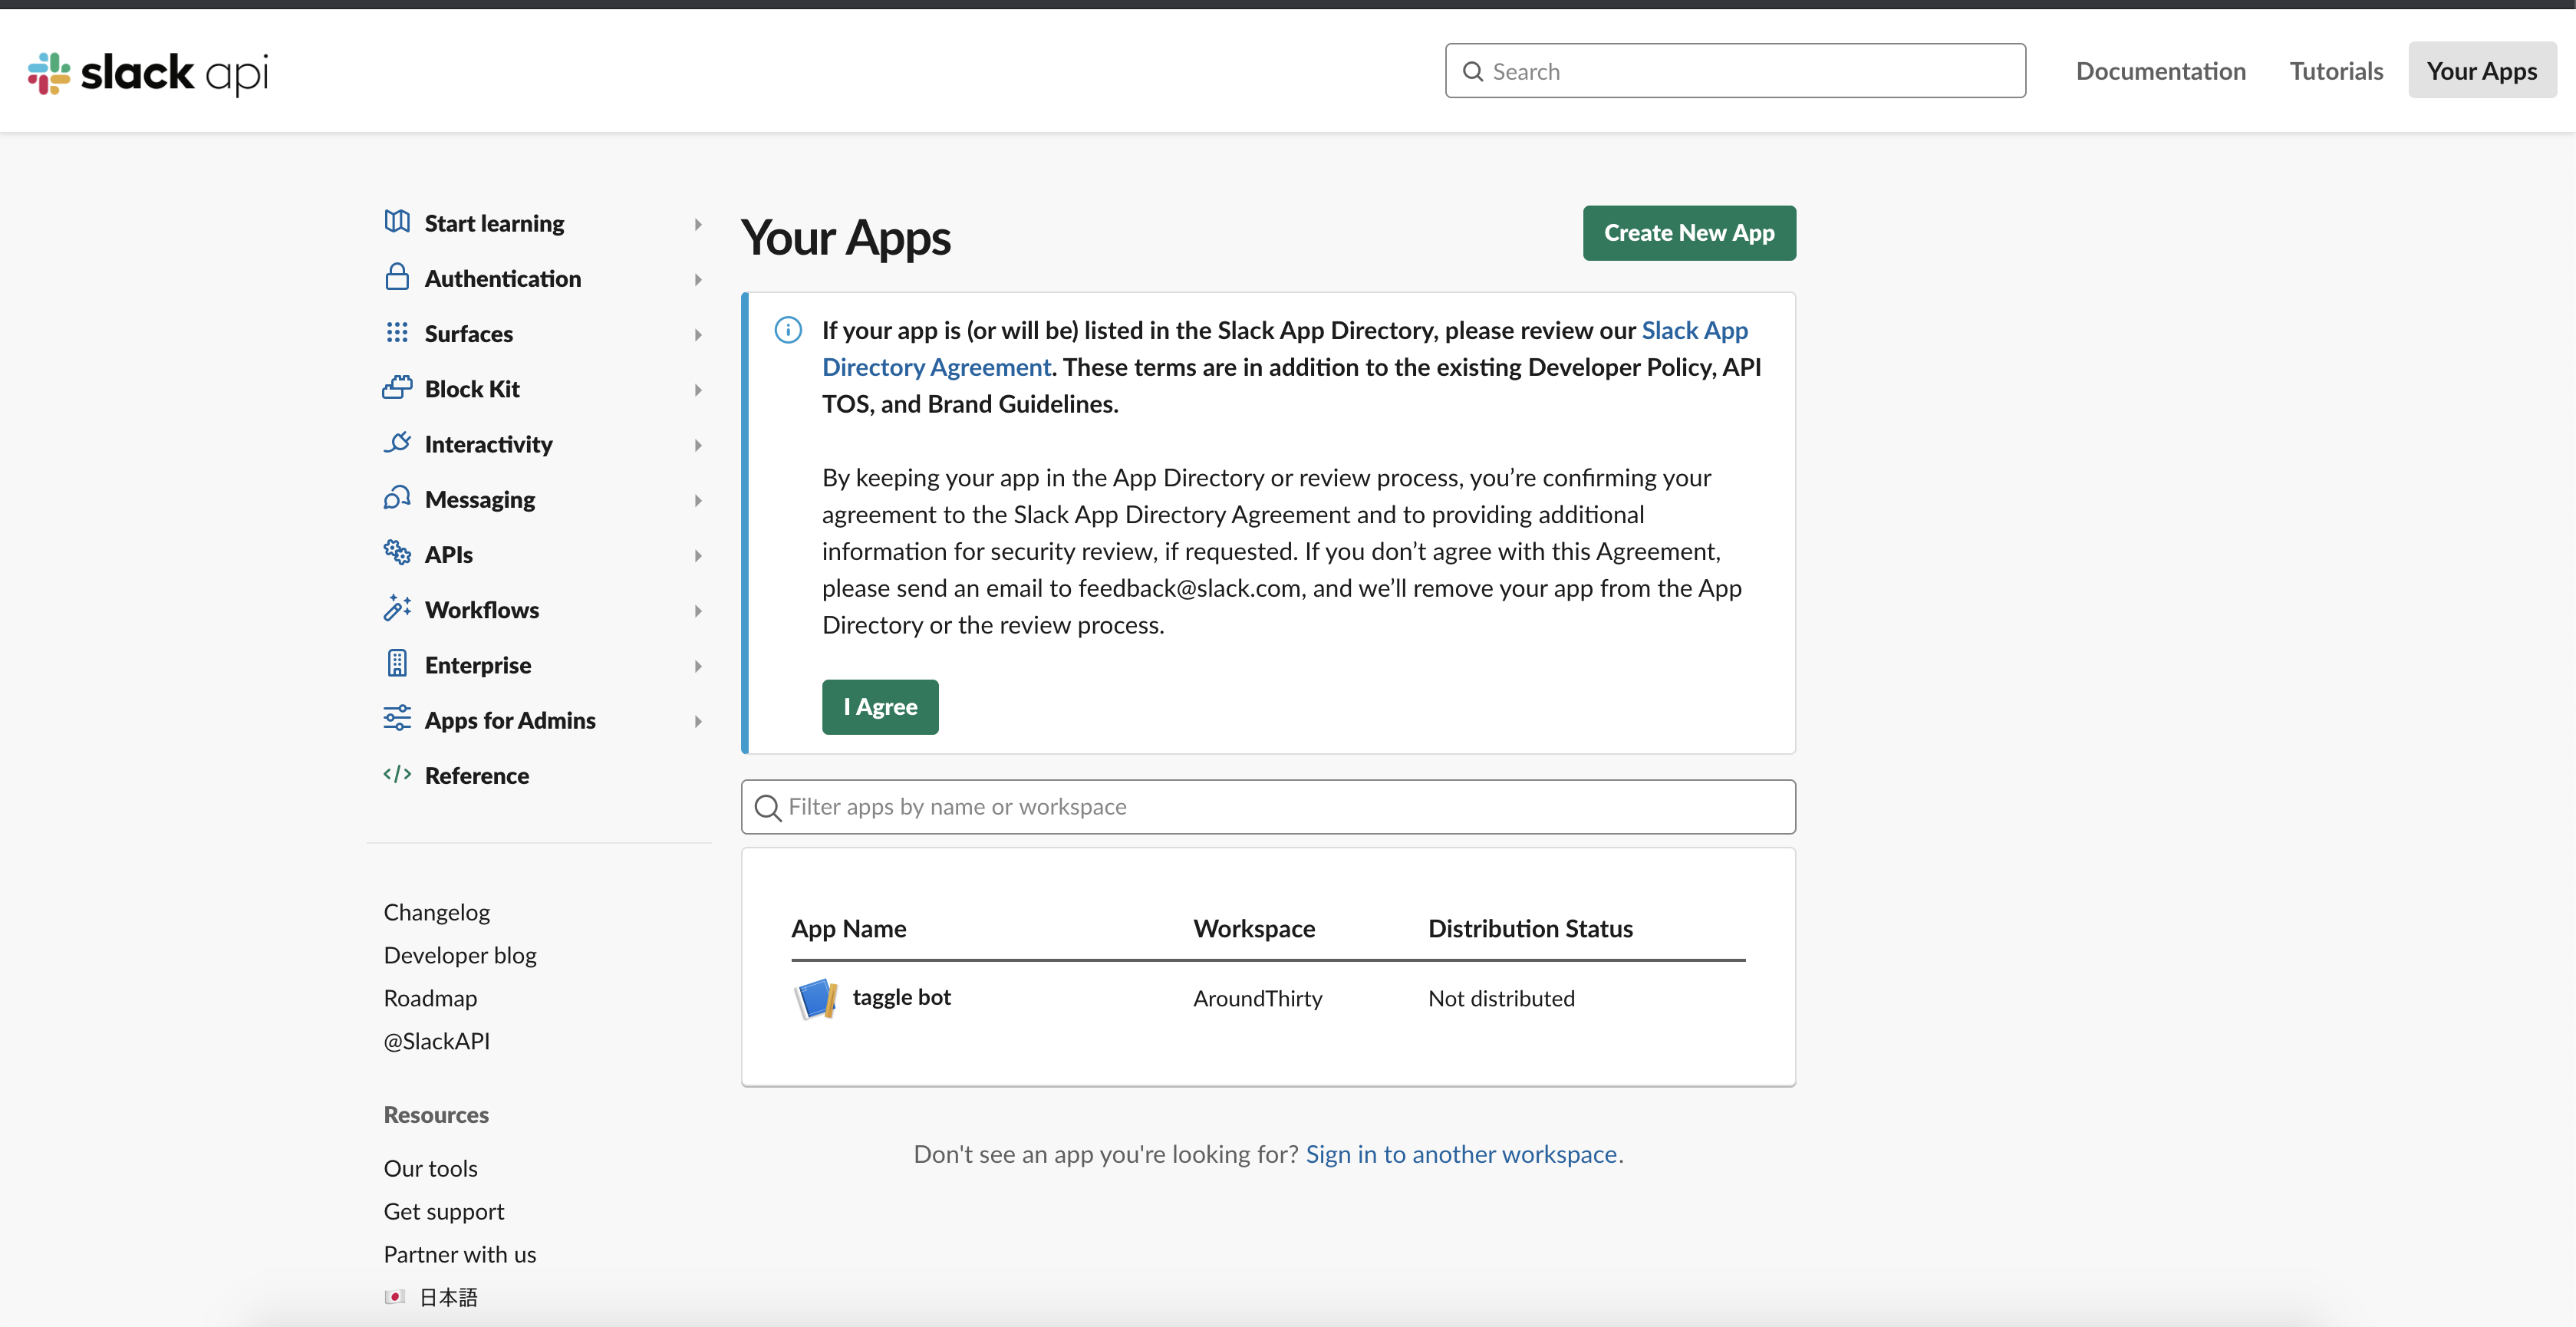 slack api
Search
Documentation
Tutorials
Your Apps
Start learning
Authentication
Surfaces
Block Kit
Interactivity
Messaging
APIs
Workflows
Enterprise
Apps for Admins
Reference
Changelog
Developer blog
Roadmap
@SlackAPI
Resources
Our tools
Get support
Partner with us
日本語
Your Apps
Create New App
If your app is (or will be) listed in the Slack App Directory, please review our Slack App
Directory Agreement. These terms are in addition to the existing Developer Policy, API
TOS, and Brand Guidelines.
By keeping your app in the App Directory or review process, you’re confirming your
agreement to the Slack App Directory Agreement and to providing additional
information for security review, if requested. If you don’t agree with this Agreement,
please send an email to feedback@slack.com, and we’ll remove your app from the App
Directory or the review process.
I Agree
Filter apps by name or workspace
App Name Workspace Distribution Status
taggle bot AroundThirty Not distributed
Don't see an app you're looking for? Sign in to another workspace.